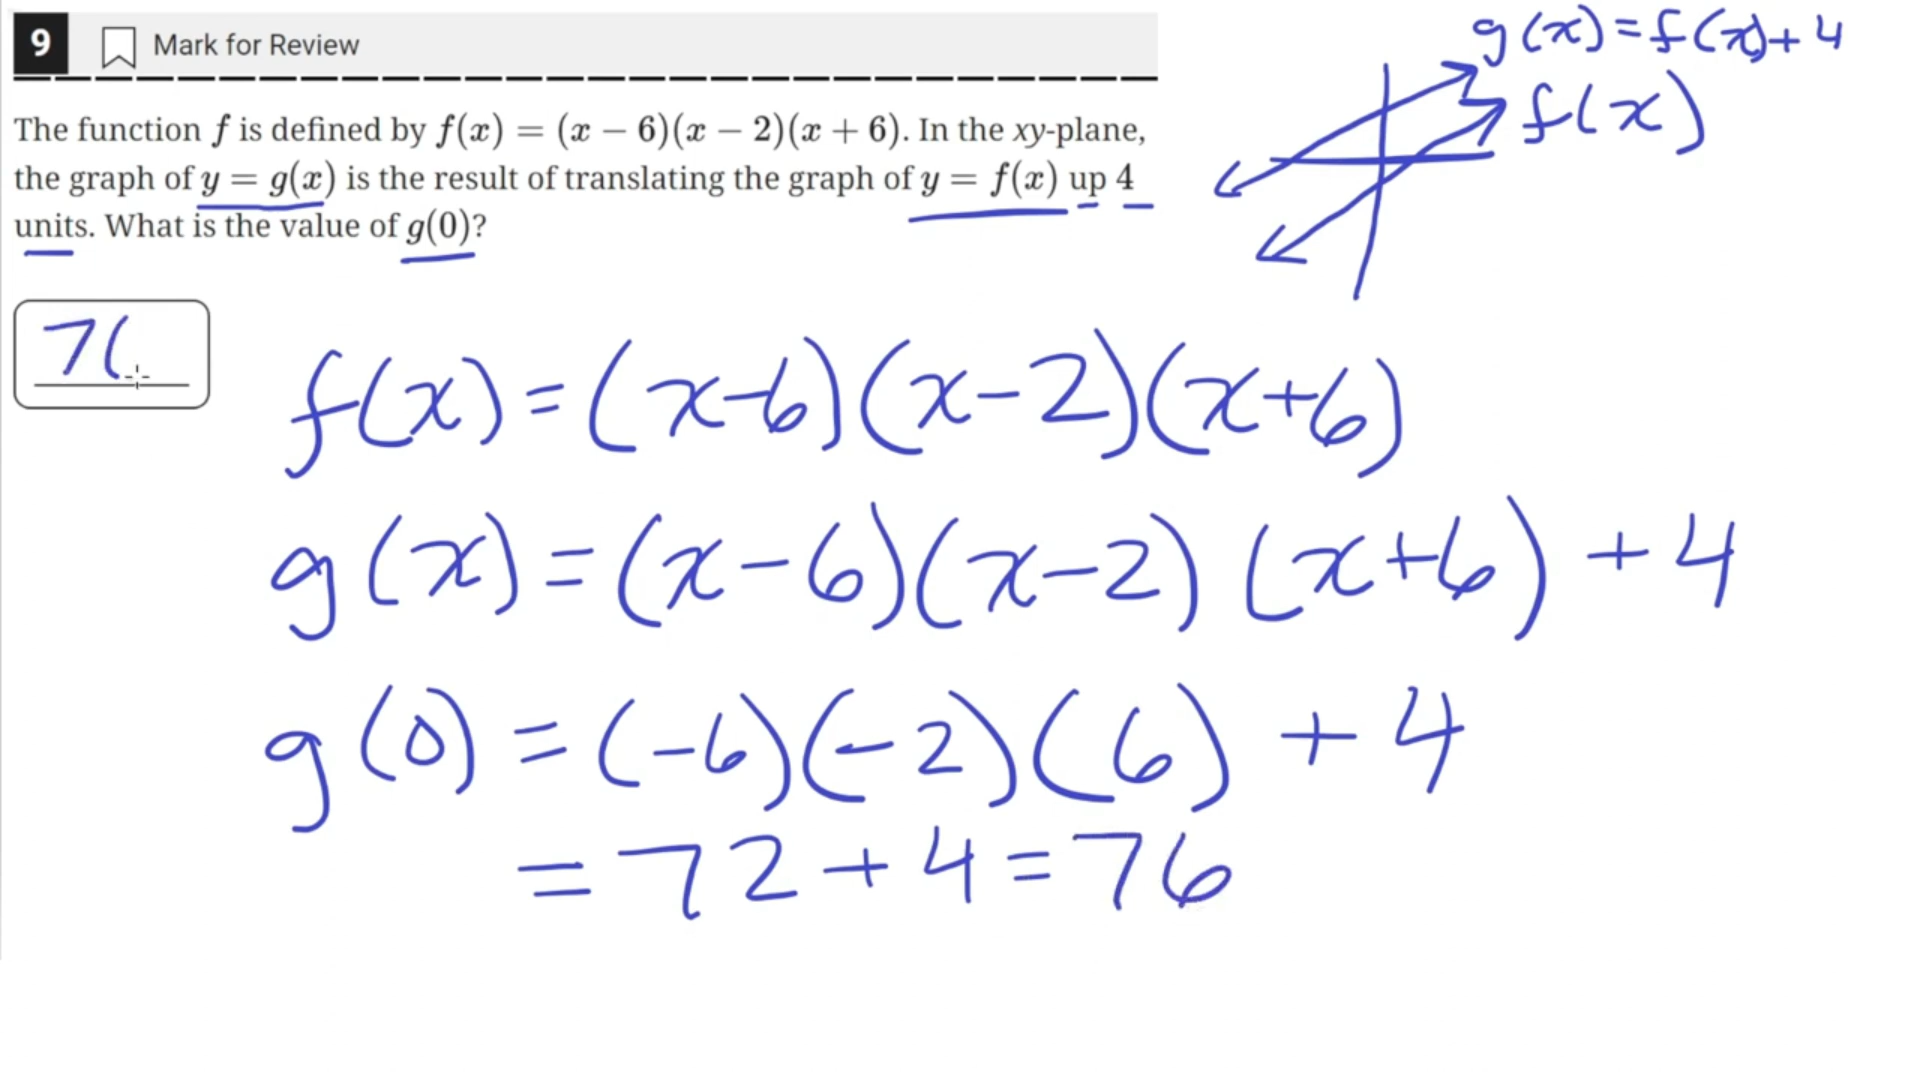 9 Mark for Review
The function f is defined by f(x) = (x − 6)(x − 2)(x + 6). In the xy-plane,
the graph of y = g(x) is the result of translating the graph of y = f(x) up 4
units. What is the value of g(0)?
g(x)=f(x)+4
f(x)
f(x)=(x-6)(x-2)(x+6)
g(x)=(x-6)(x-2)(x+6)+4
g(0)=(-6)(-2)(6)+4
=72+4=76